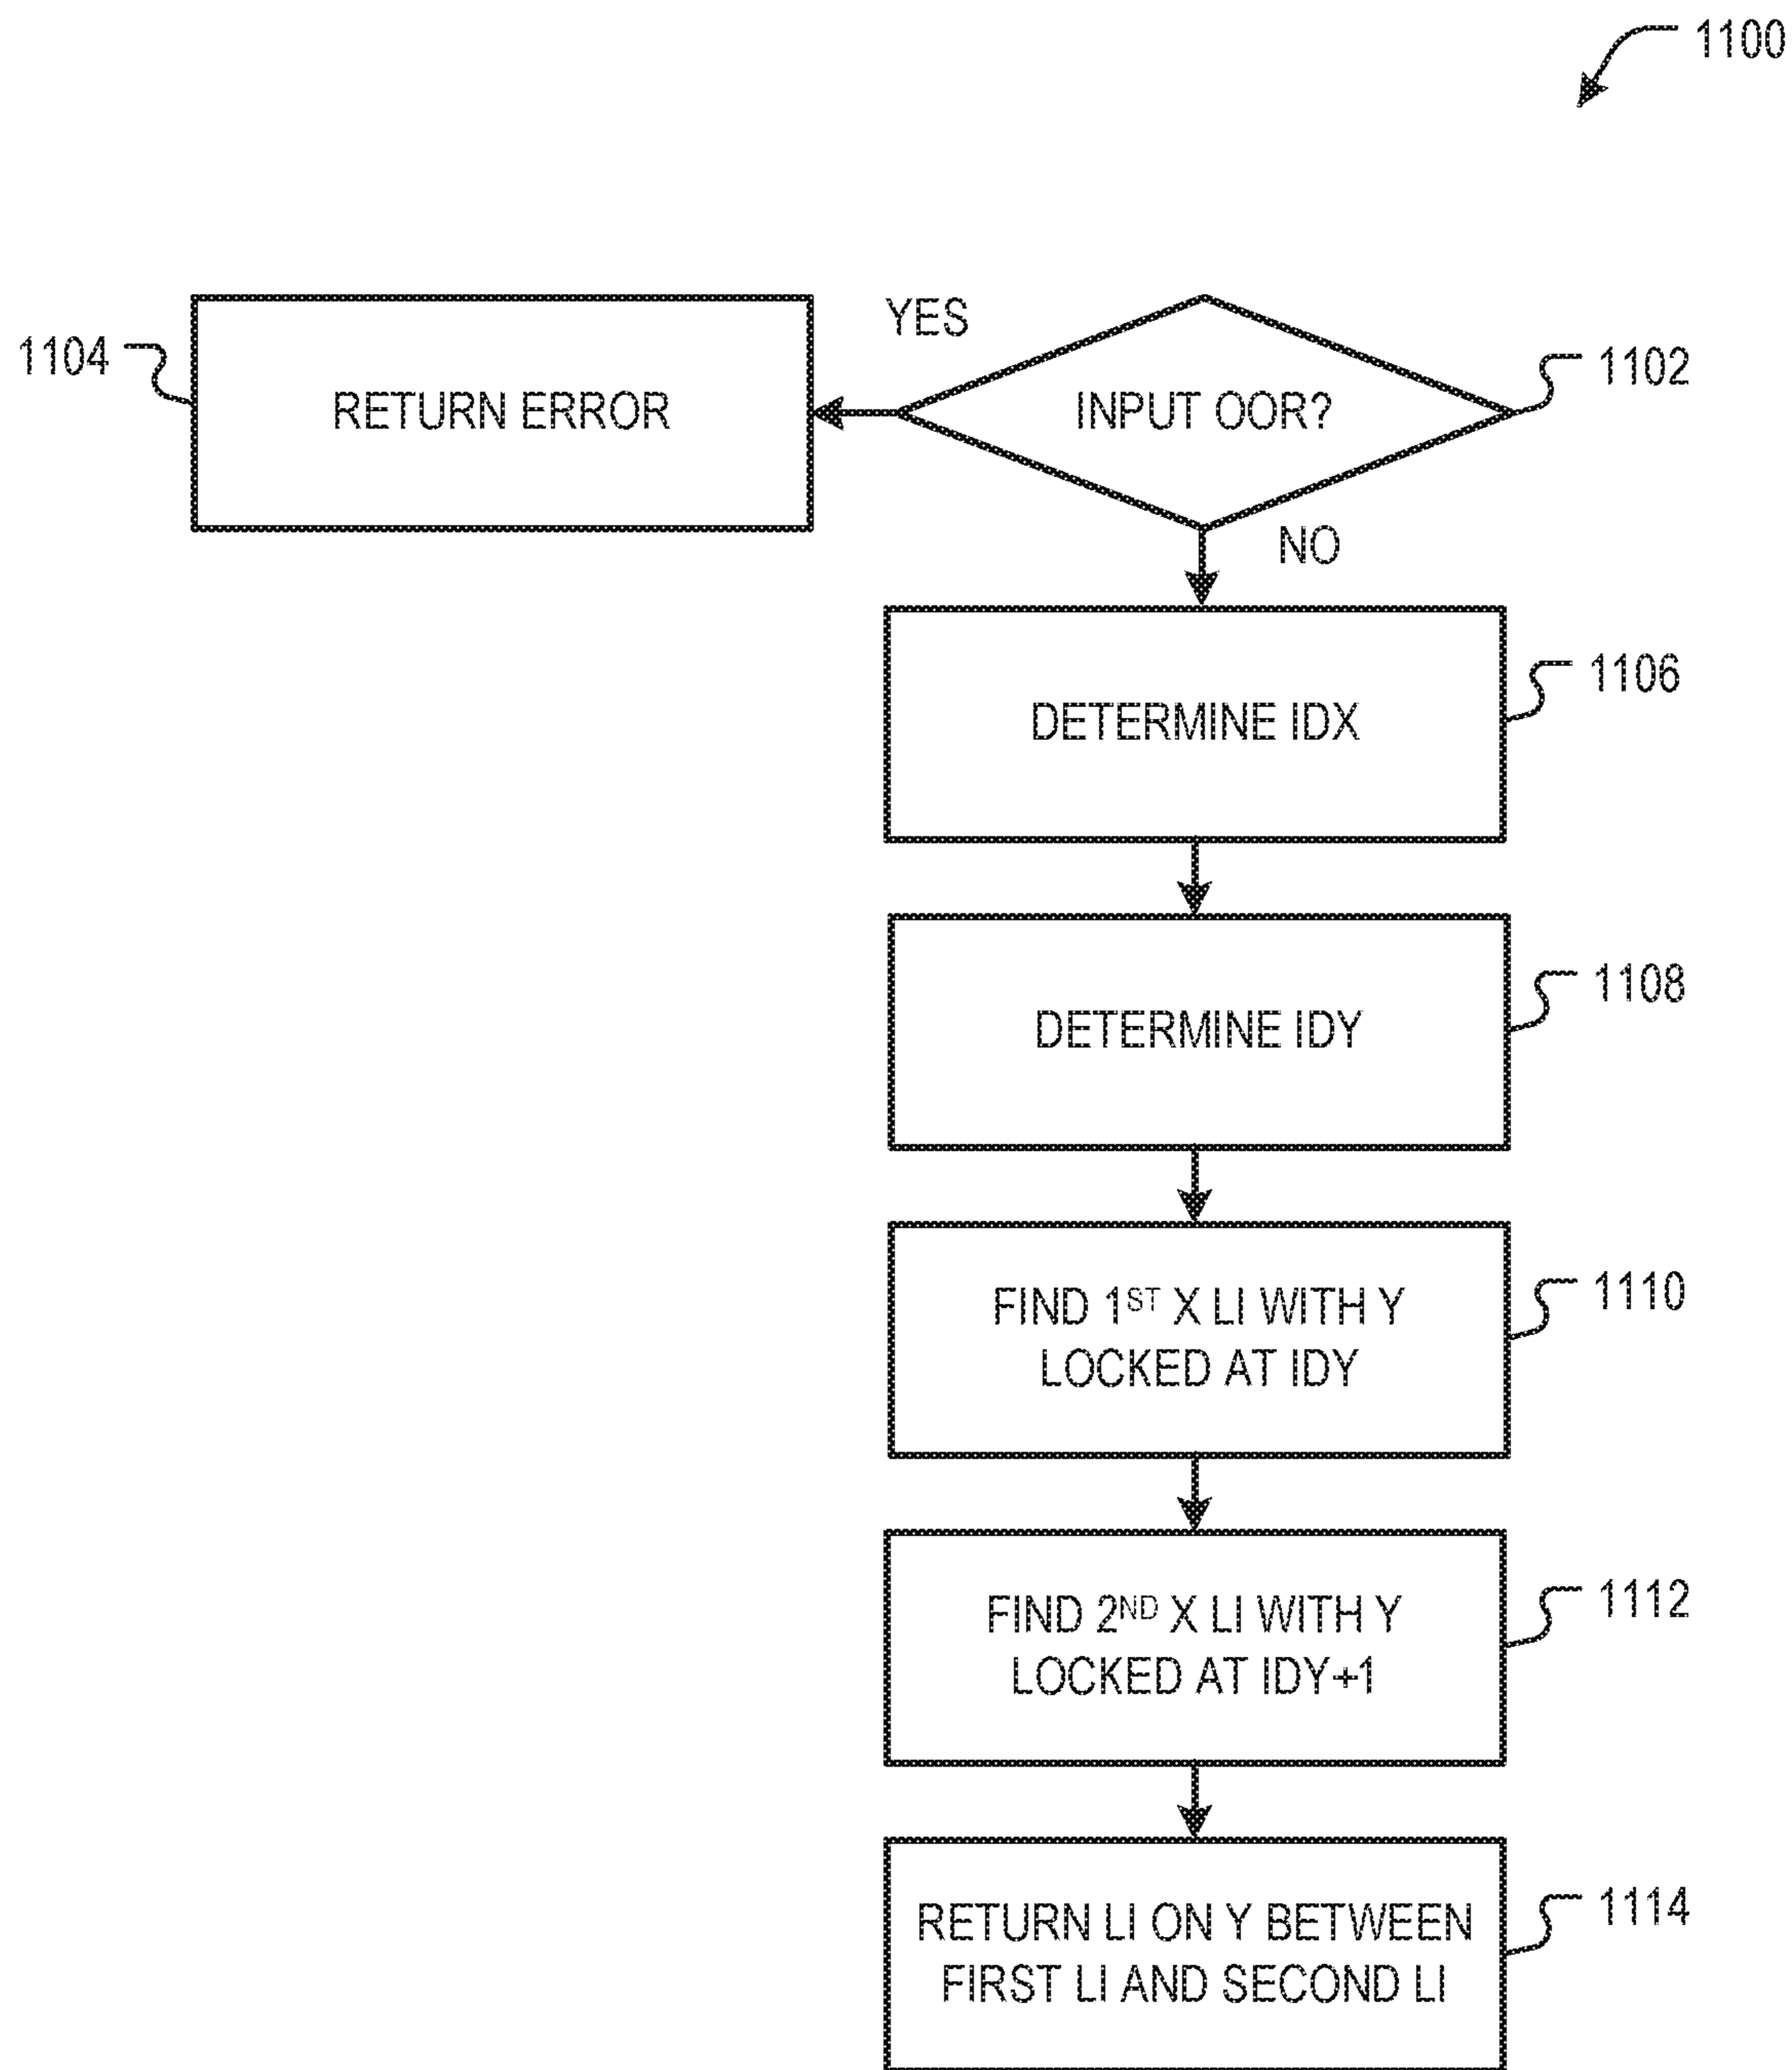 1100
YES
1104
RETURN ERROR
INPUT OOR?
1102
NO
DETERMINE IDX
1106
DETERMINE IDY
1108
FIND 1ST X LI WITH Y
LOCKED AT IDY
1110
FIND 2ND X LI WITH Y
LOCKED AT IDY+1
1112
RETURN LI ON Y BETWEEN
FIRST LI AND SECOND LI
1114